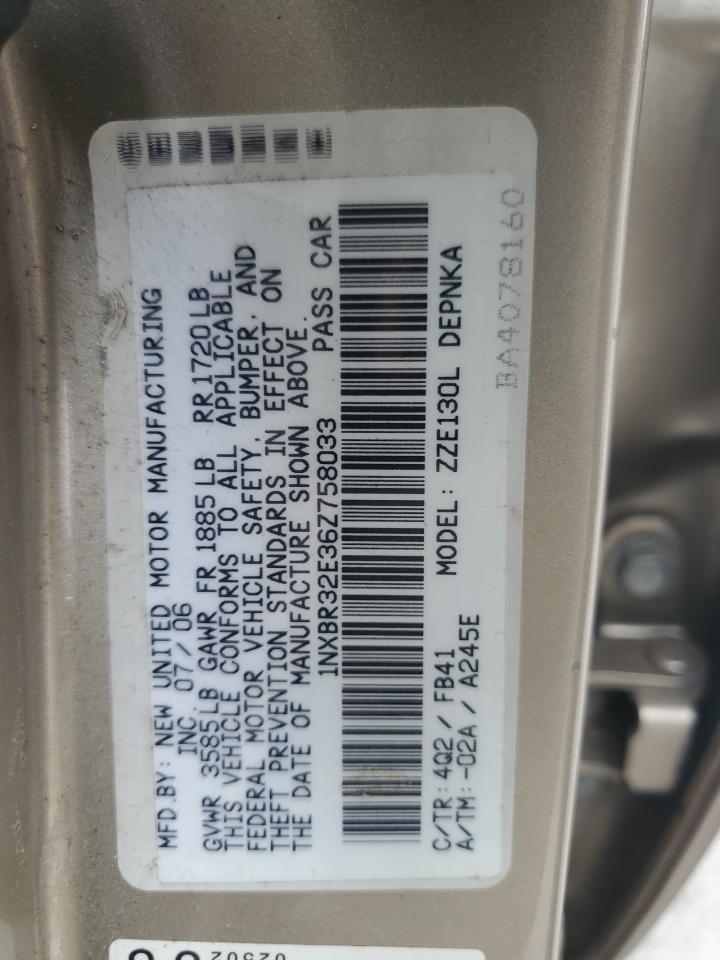 MFD.BY: NEW UNITED MOTOR MANUFACTURING
INC. 07/06
GVWR 3585LB GAWR FR 1885LB RR1720LB
THIS VEHICLE CONFORMS TO ALL APPLICABLE
FEDERAL MOTOR VEHICLE SAFETY, BUMPER, AND
THEFT PREVENTION STANDARDS IN EFFECT ON
THE DATE OF MANUFACTURE SHOWN ABOVE.
1NXBR32E36Z758033 PASS CAR
C/TR: 4Q2 / FB41 MODEL: ZZE130L DEPNKA
A/TM:-02A / A245E
BA4078160